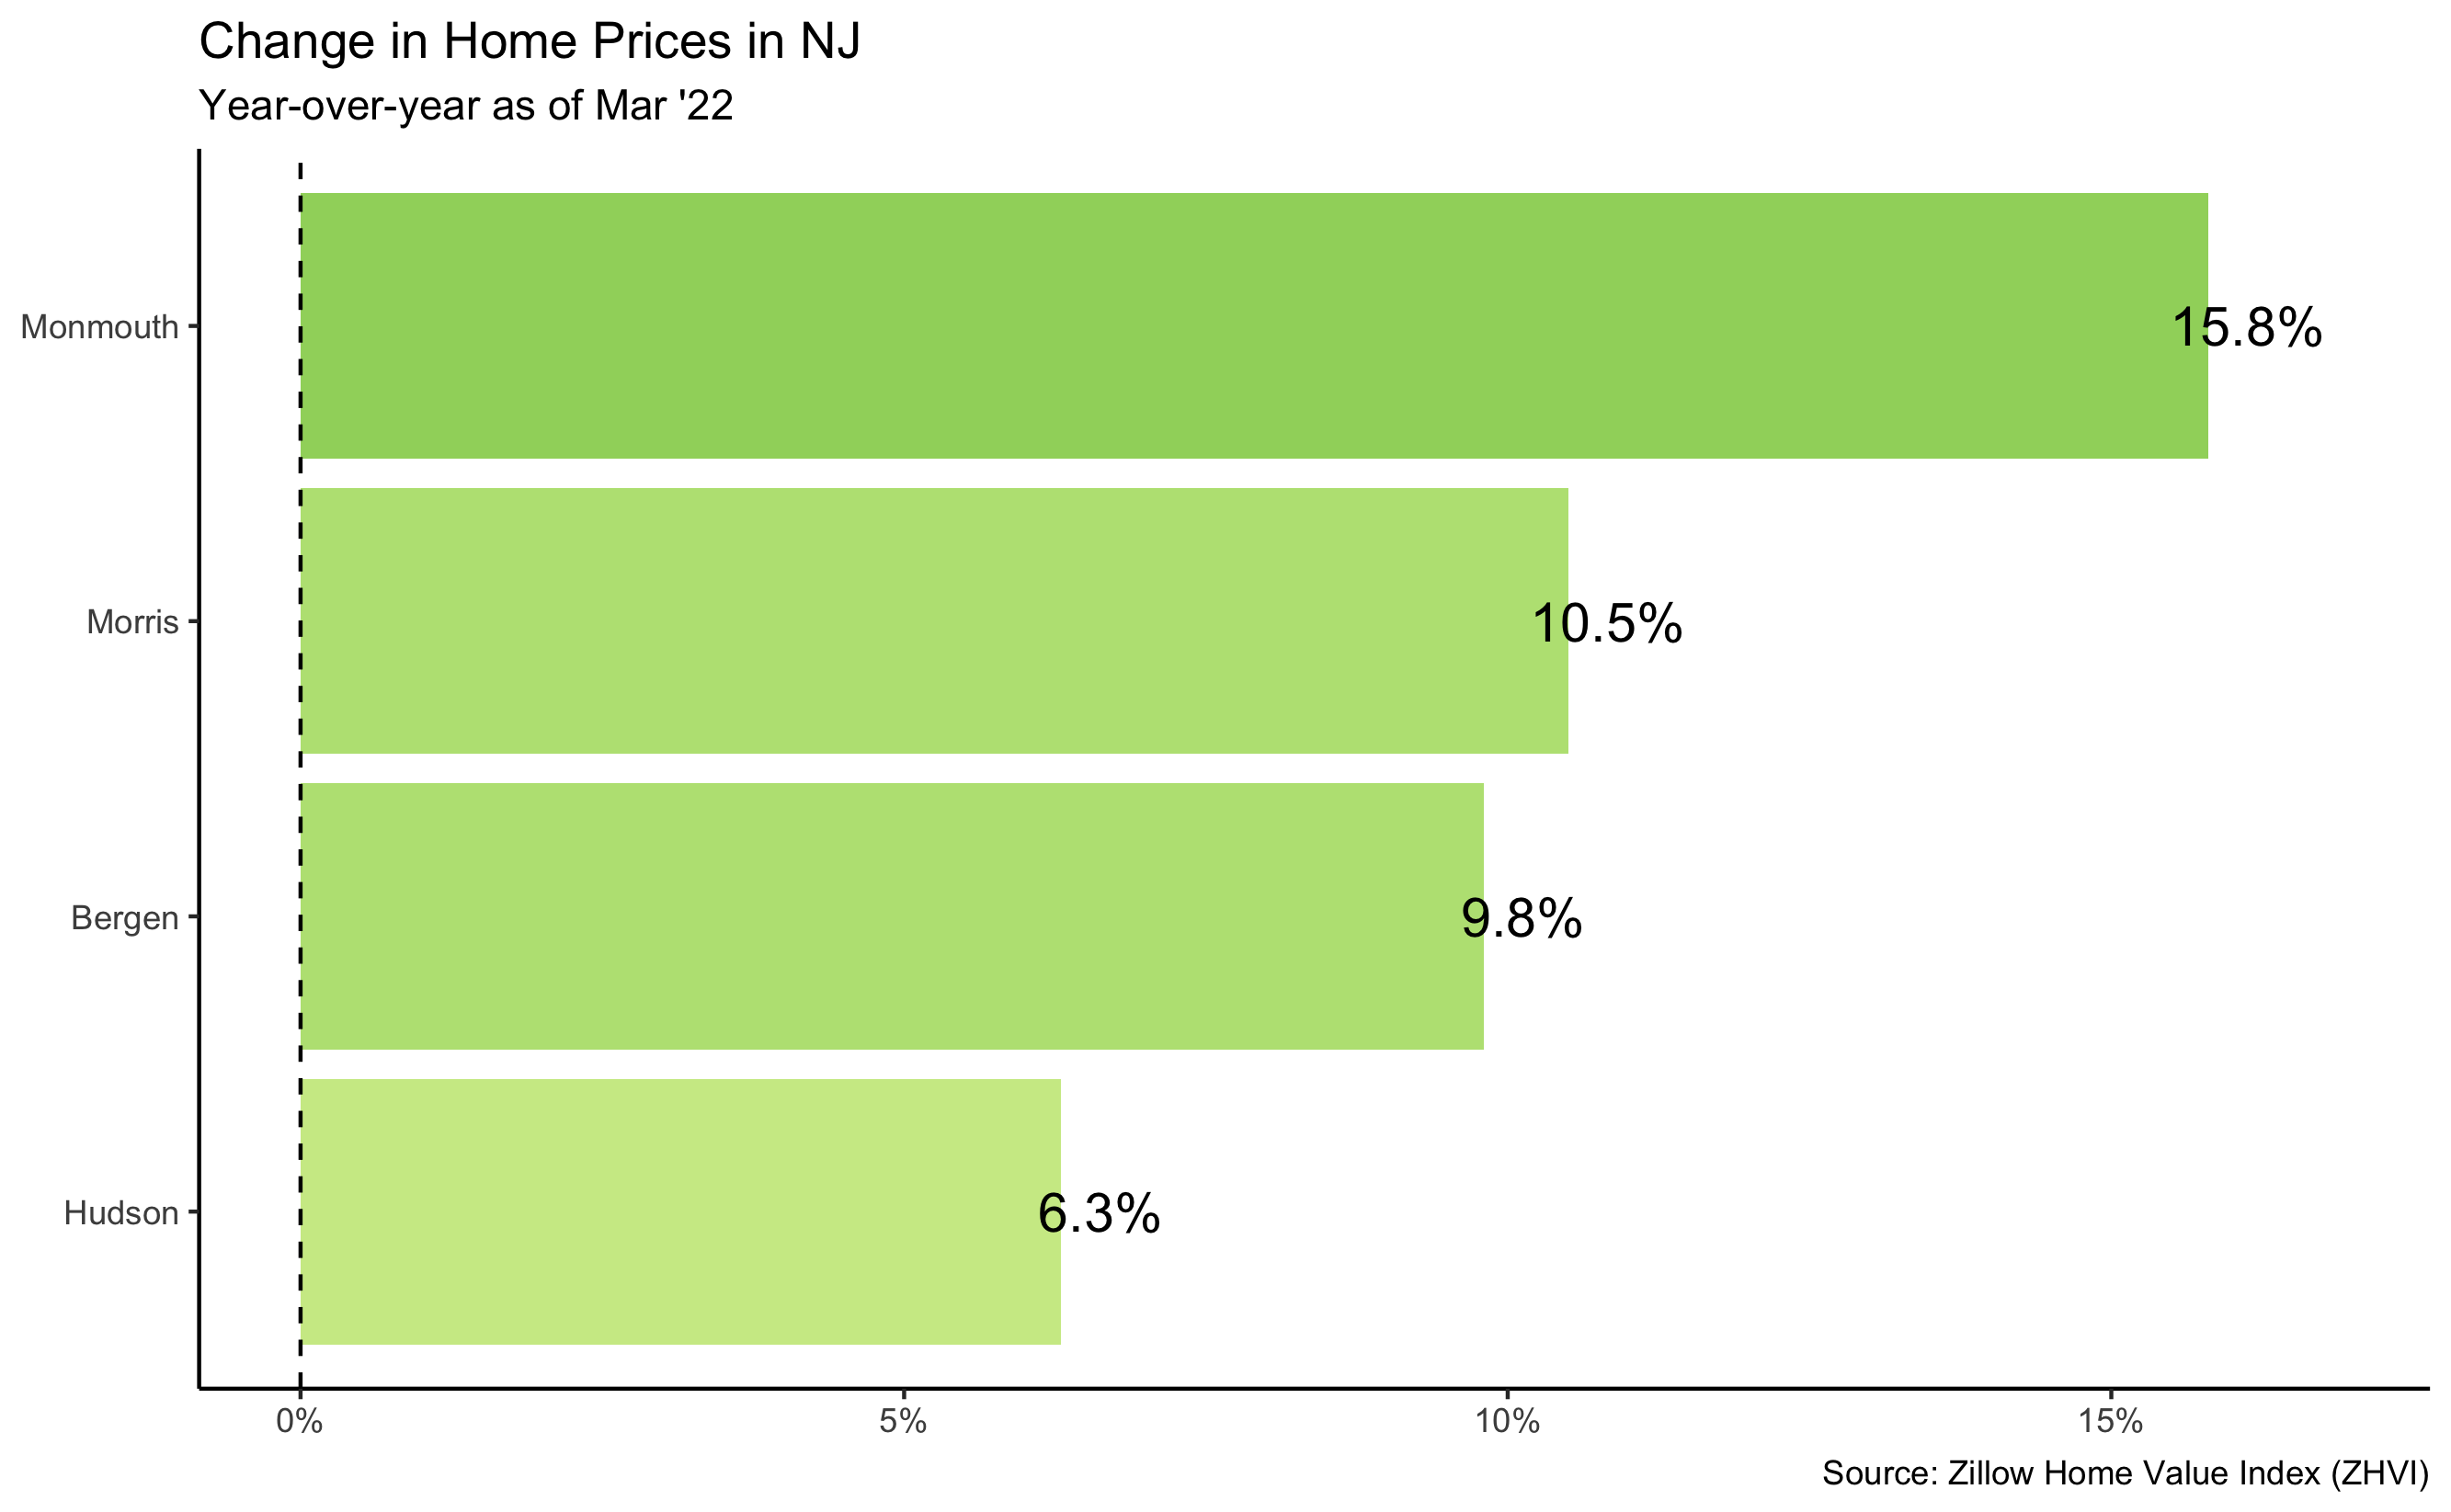 Change in Home Prices in NJ
Year-over-year as of Mar '22
Monmouth
15.8%
Morris
10.5%
Bergen
9.8%
Hudson
6.3%
0%
5%
10%
15%
Source: Zillow Home Value Index (ZHVI)